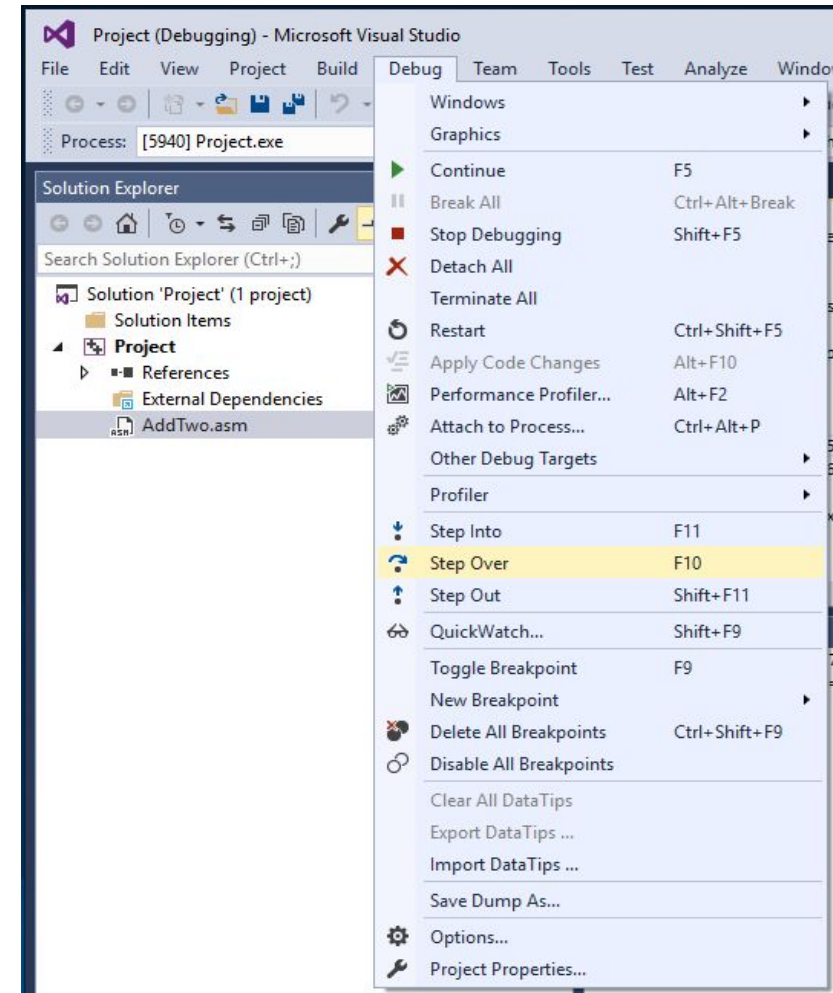 Project (Debugging) - Microsoft Visual Studio
File Edit View Project Build Debug Team Tools Test Analyze
Process: [5940] Project.exe
Solution Explorer
Search Solution Explorer (Ctrl+;)
Solution 'Project' (1 project)
Solution Items
Project
References
External Dependencies
ASM AddTwo.asm
Windows
Graphics
Continue F5
Break All Ctrl+Alt+Break
Stop Debugging Shift+F5
Detach All
Terminate All
Restart Ctrl+Shift+F5
Apply Code Changes Alt+F10
Performance Profiler... Alt+F2
Attach to Process... Ctrl+Alt+P
Other Debug Targets
Profiler
Step Into F11
Step Over F10
Step Out Shift+F11
QuickWatch... Shift+F9
Toggle Breakpoint F9
New Breakpoint
Delete All Breakpoints Ctrl+Shift+F9
Disable All Breakpoints
Clear All DataTips
Export DataTips ...
Import DataTips ...
Save Dump As...
Options...
Project Properties...